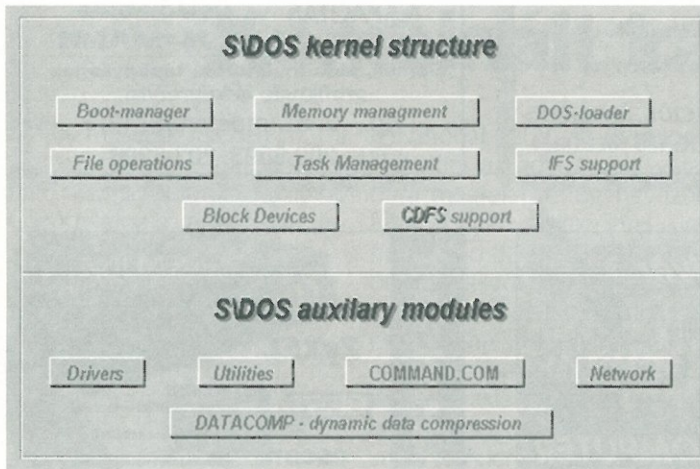 S\DOS kernel structure
Boot-manager Memory managment DOS-loader
File operations Task Management IFS support
Block Devices CDFS support
S\DOS auxilary modules
Drivers Utilities COMMAND.COM Network
DATACOMP - dynamic data compression